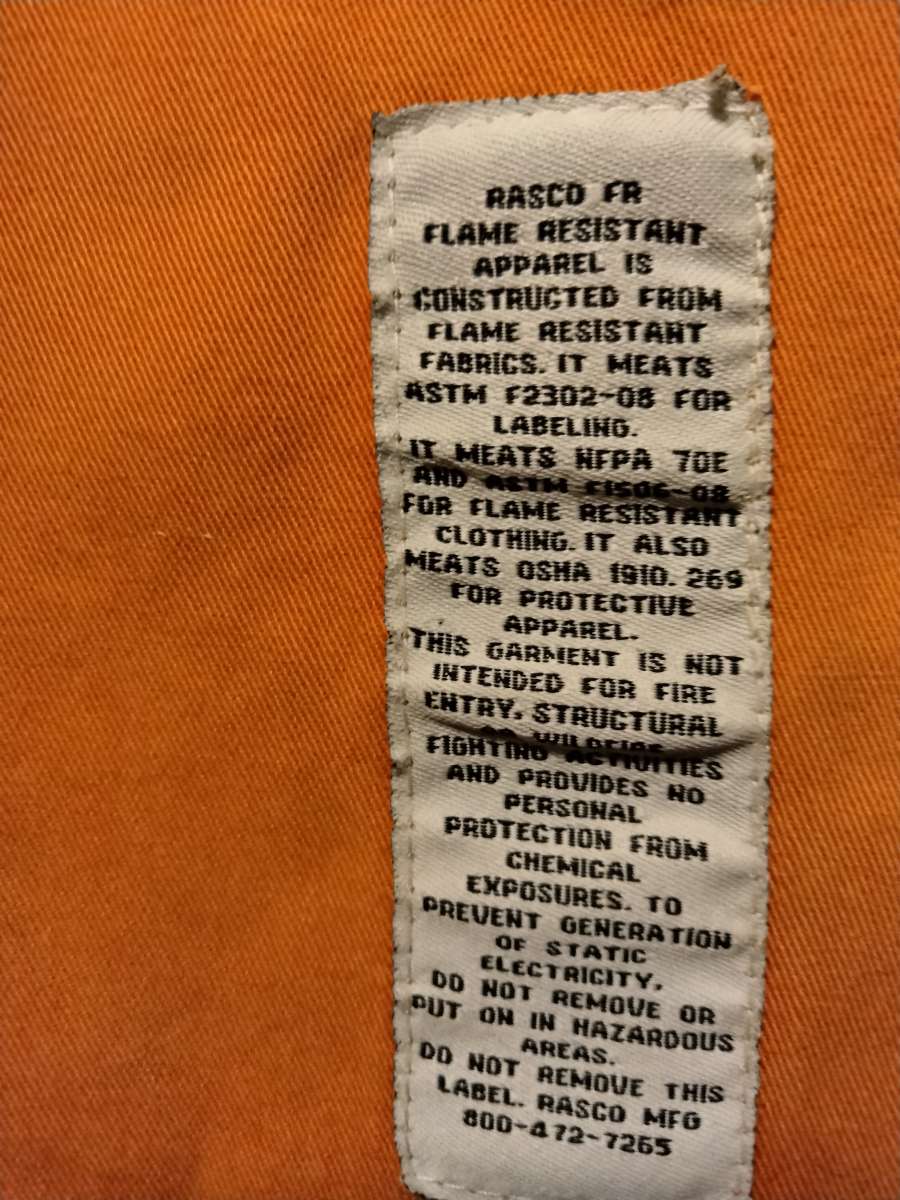 RASCO FR
FLAME RESISTANT
APPAREL IS
CONSTRUCTED FROM
FLAME RESISTANT
FABRICS. IT MEATS
ASTM F2302-08 FOR
LABELING.
IT MEATS NFPA 70E
AND ASTM F1506-08
FOR FLAME RESISTANT
CLOTHING. IT ALSO
MEATS OSHA 1910. 269
FOR PROTECTIVE
APPAREL.
THIS GARMENT IS NOT
INTENDED FOR FIRE
ENTRY, STRUCTURAL
OR WILDFIRE
FIGHTING ACTIVITIES
AND PROVIDES NO
PERSONAL
PROTECTION FROM
CHEMICAL
EXPOSURES. TO
PREVENT GENERATION
OF STATIC
ELECTRICITY,
DO NOT REMOVE OR
PUT ON IN HAZARDOUS
AREAS.
DO NOT REMOVE THIS
LABEL. RASCO MFG
800-472-7265